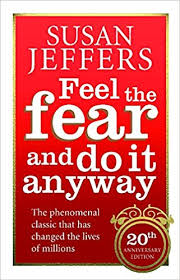 SUSAN
JEFFERS
Feel the
fear
and do it
anyway
The phenomenal
classic that has
changed the lives
of millions
20th
ANNIVERSARY
EDITION